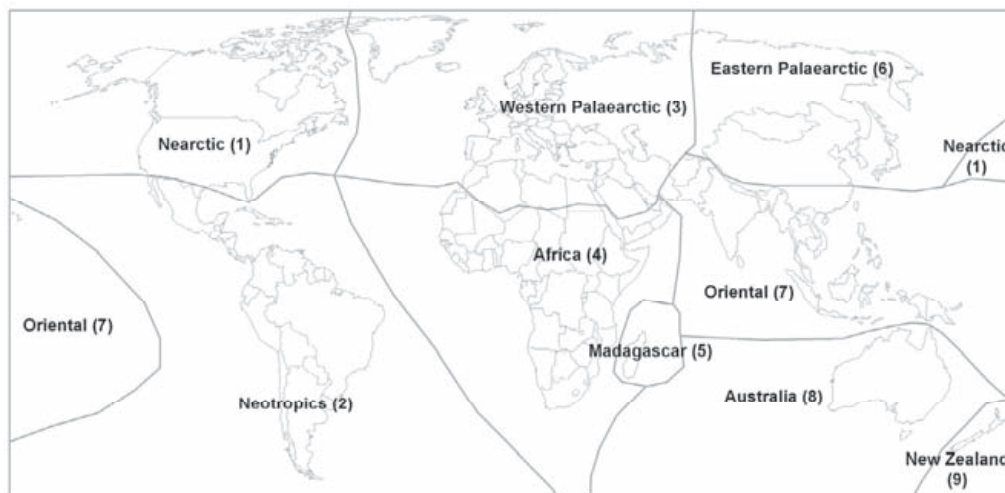 Eastern Palaearctic (6)
Western Palaearctic (3)
Nearctic (1)
Nearctic
(1)
Africa (4)
Oriental (7)
Oriental (7)
Madagascar (5)
Neotropics (2)
Australia (8)
New Zealand
(9)